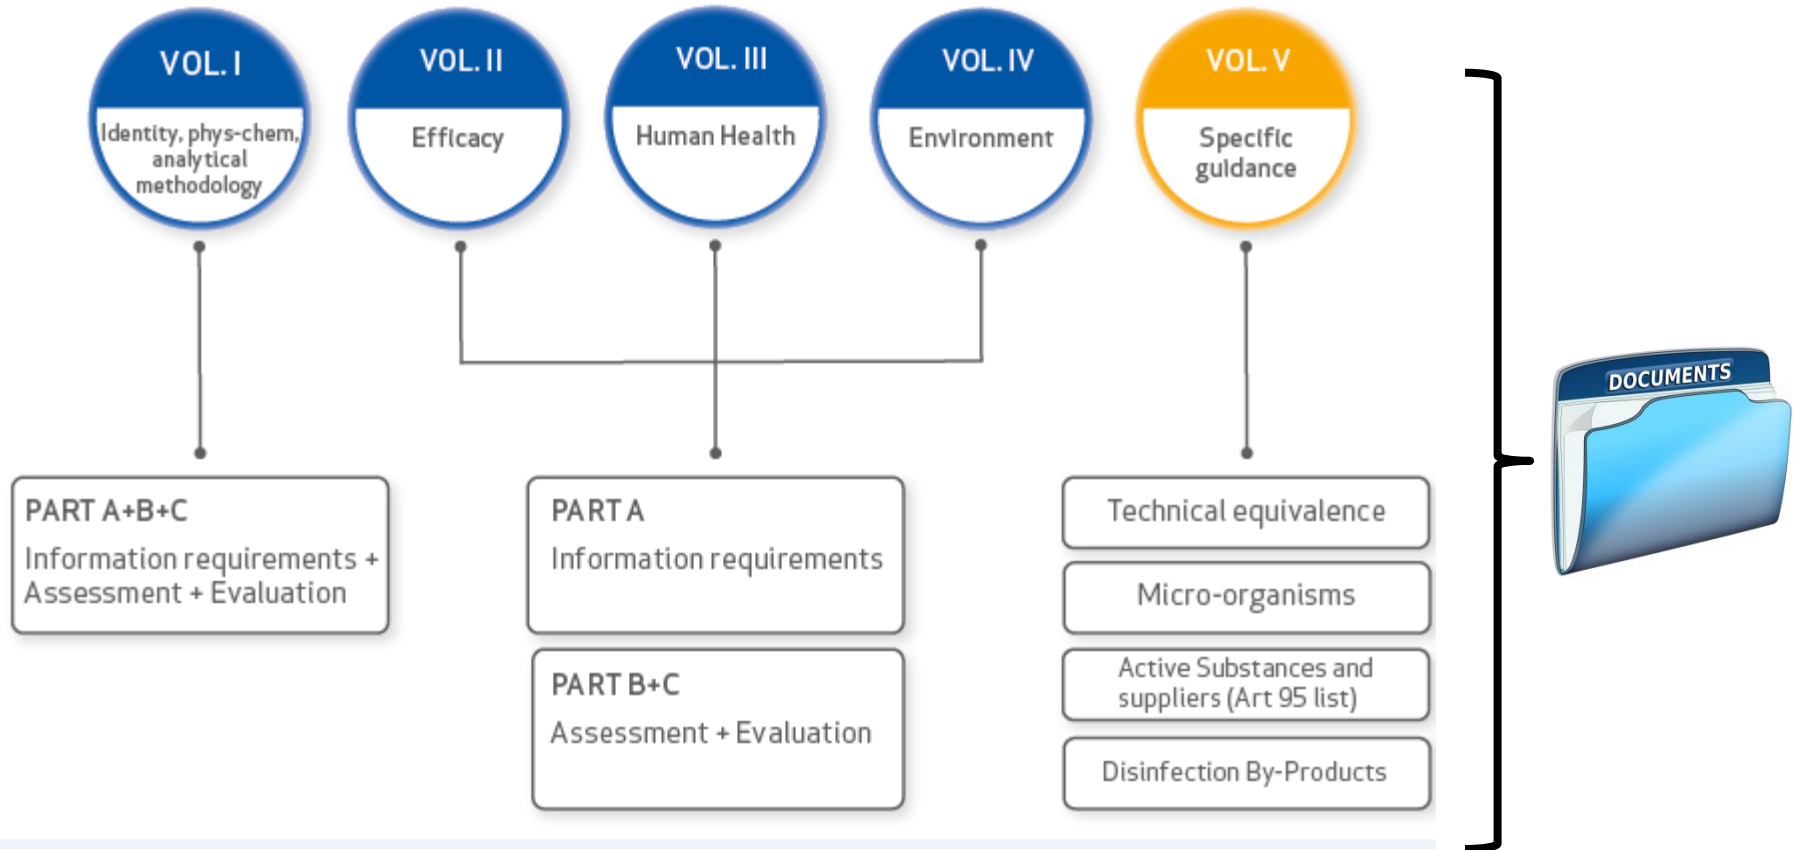 VOL. I
Identity, phys-chem,
analytical
methodology
VOL. II
Efficacy
VOL. III
Human Health
VOL. IV
Environment
VOL. V
Specific
guidance
PART A+B+C
Information requirements +
Assessment + Evaluation
PART A
Information requirements
PART B+C
Assessment + Evaluation
Technical equivalence
Micro-organisms
Active Substances and
suppliers (Art 95 list)
Disinfection By-Products
DOCUMENTS